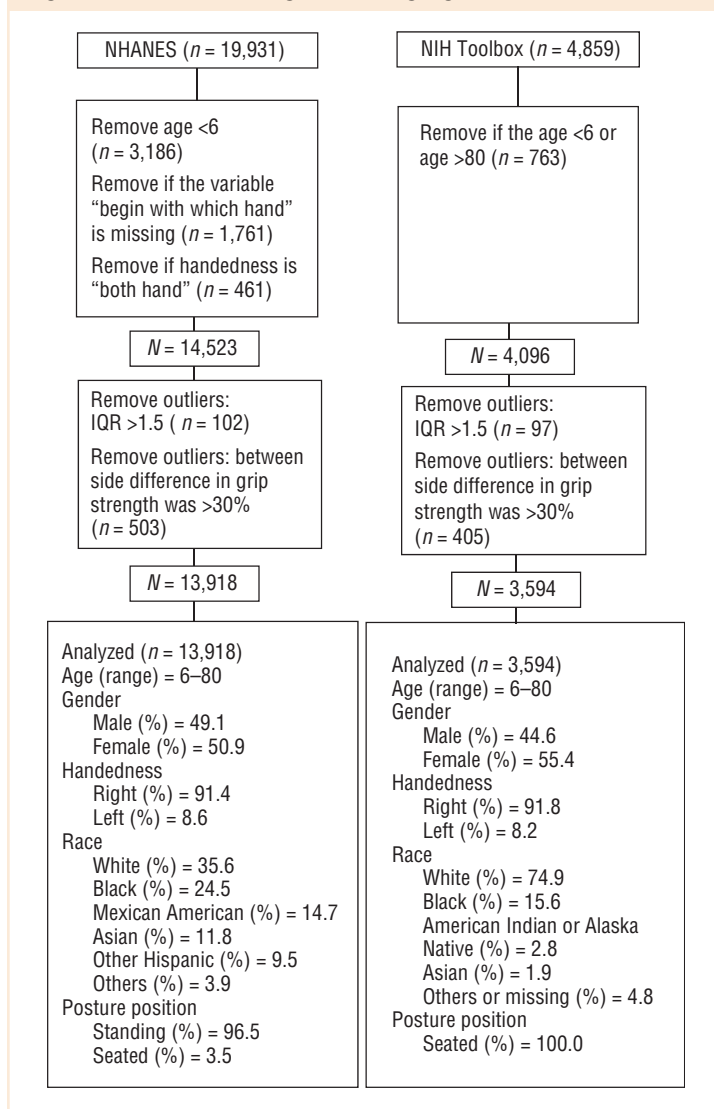 NHANES (n = 19,931)
Remove age <6
(n = 3,186)
Remove if the variable
“begin with which hand”
is missing (n = 1,761)
Remove if handedness is
“both hand” (n = 461)
N = 14,523
Remove outliers:
IQR >1.5 ( n = 102)
Remove outliers: between
side difference in grip
strength was >30%
(n = 503)
N = 13,918
Analyzed (n = 13,918)
Age (range) = 6–80
Gender
Male (%) = 49.1
Female (%) = 50.9
Handedness
Right (%) = 91.4
Left (%) = 8.6
Race
White (%) = 35.6
Black (%) = 24.5
Mexican American (%) = 14.7
Asian (%) = 11.8
Other Hispanic (%) = 9.5
Others (%) = 3.9
Posture position
Standing (%) = 96.5
Seated (%) = 3.5
NIH Toolbox (n = 4,859)
Remove if the age <6 or
age >80 (n = 763)
N = 4,096
Remove outliers:
IQR >1.5 (n = 97)
Remove outliers: between
side difference in grip
strength was >30%
(n = 405)
N = 3,594
Analyzed (n = 3,594)
Age (range) = 6–80
Gender
Male (%) = 44.6
Female (%) = 55.4
Handedness
Right (%) = 91.8
Left (%) = 8.2
Race
White (%) = 74.9
Black (%) = 15.6
American Indian or Alaska
Native (%) = 2.8
Asian (%) = 1.9
Others or missing (%) = 4.8
Posture position
Seated (%) = 100.0